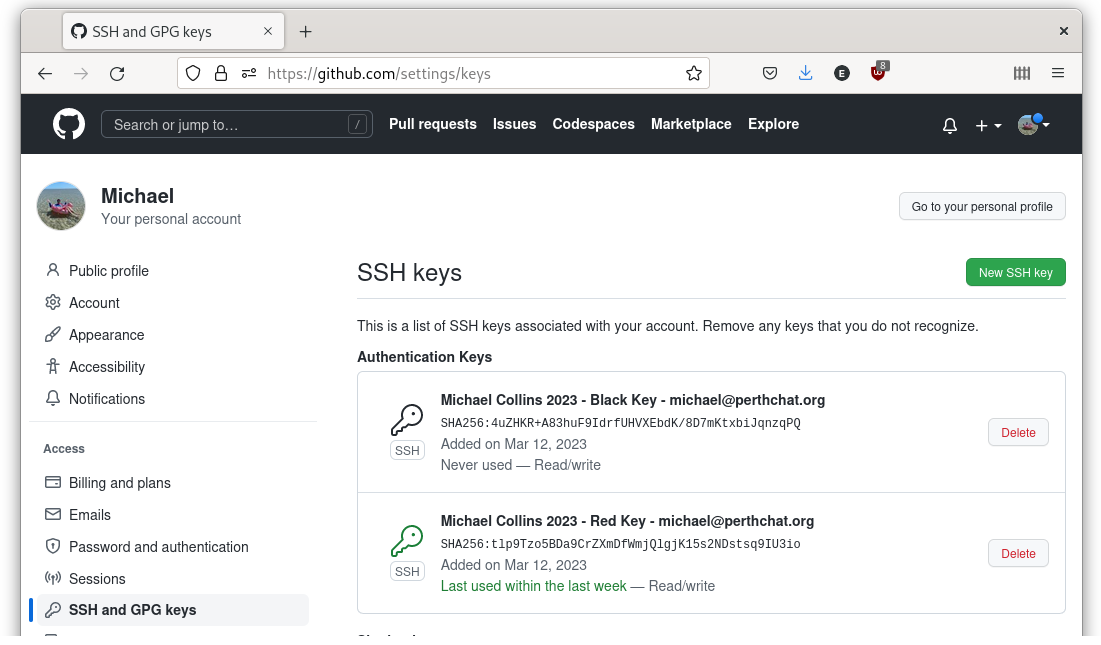 SSH and GPG keys
https://github.com/settings/keys
E
8
Search or jump to…
/
Pull requests
Issues
Codespaces
Marketplace
Explore
Michael
Your personal account
Go to your personal profile
Public profile
Account
Appearance
Accessibility
Notifications
Access
Billing and plans
Emails
Password and authentication
Sessions
SSH and GPG keys
SSH keys
New SSH key
This is a list of SSH keys associated with your account. Remove any keys that you do not recognize.
Authentication Keys
Michael Collins 2023 - Black Key - michael@perthchat.org
SHA256:4uZHKR+A83huF9IdrfUHVXEbdK/8D7mKtxbiJqnzqPQ
Added on Mar 12, 2023
Never used — Read/write
SSH
Delete
Michael Collins 2023 - Red Key - michael@perthchat.org
SHA256:tlp9Tzo5BDa9CrZXmDfWmjQlgjK15s2NDstsq9IU3io
Added on Mar 12, 2023
Last used within the last week — Read/write
SSH
Delete